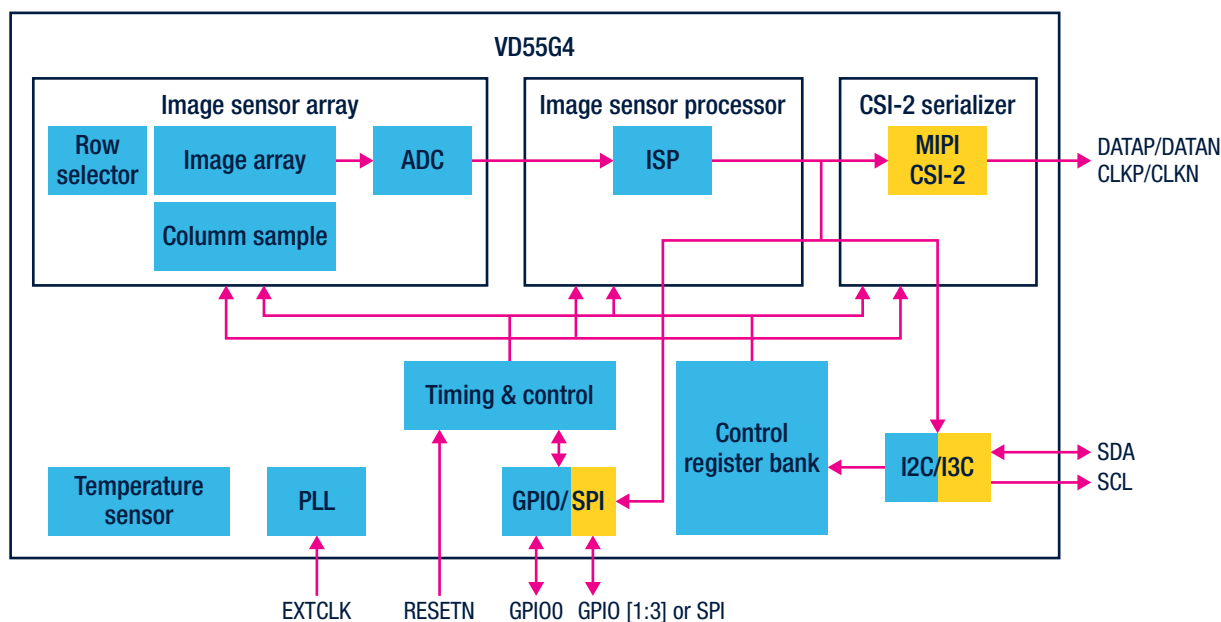 VD55G4
Image sensor array
Image sensor processor
CSI-2 serializer
Row
selector
Image array
ADC
ISP
MIPI
CSI-2
DATAP/DATAN
CLKP/CLKN
Columm sample
Timing & control
Control
register bank
I2C/I3C
SDA
SCL
Temperature
sensor
PLL
GPIO/SPI
EXTCLK
RESETN
GPIO0
GPIO [1:3] or SPI